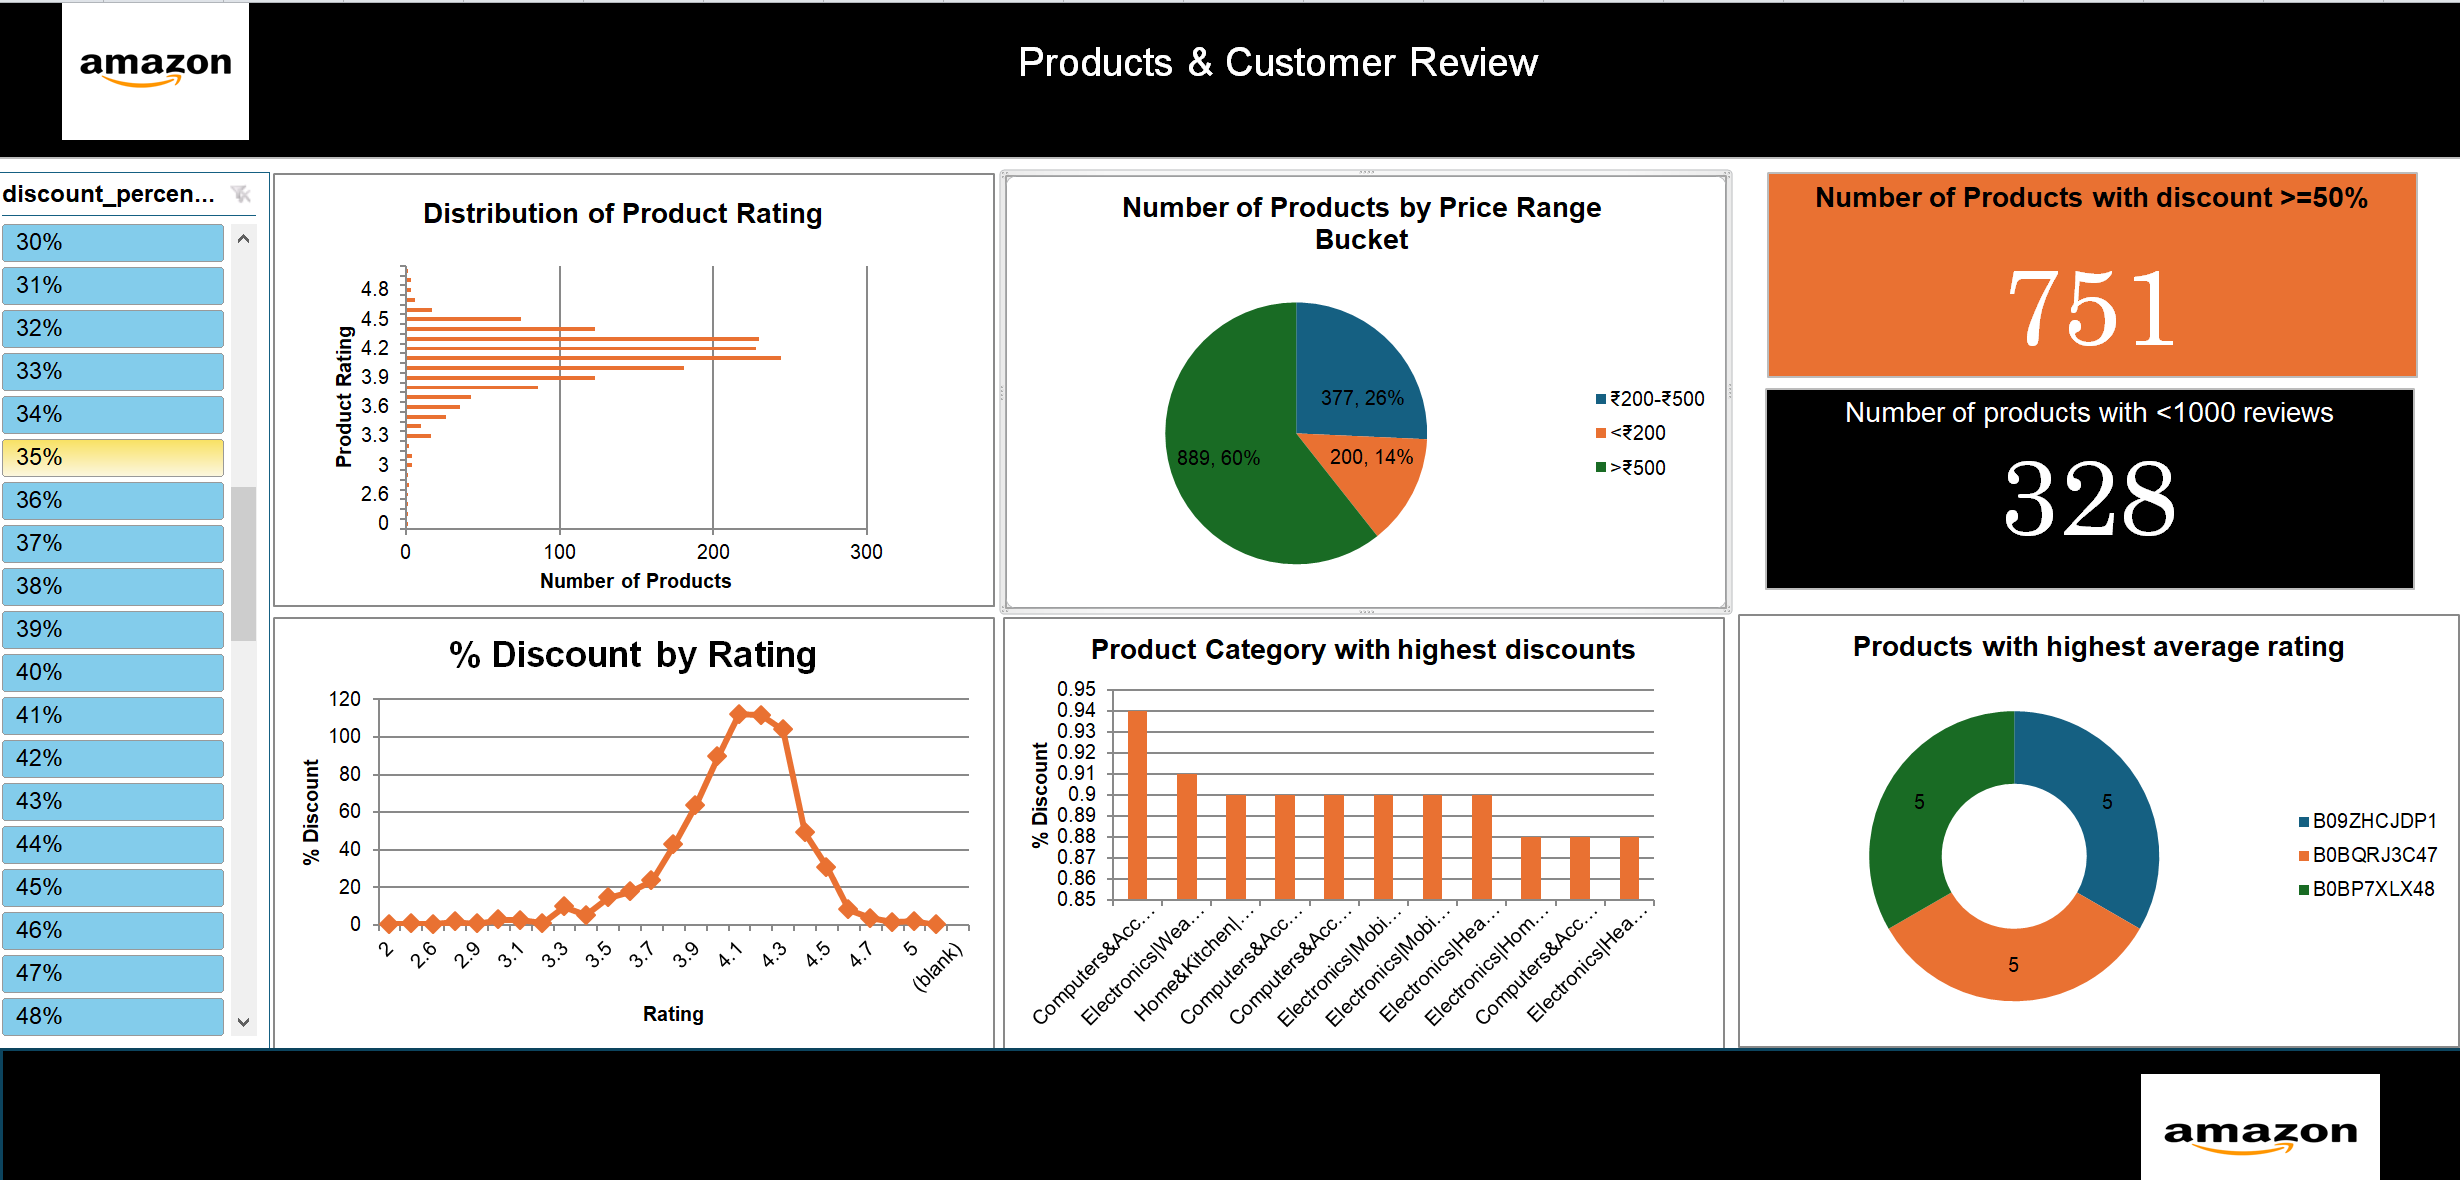 amazon
Products & Customer Review
discount_percen...
30%
31%
32%
33%
34%
35%
36%
37%
38%
39%
40%
41%
42%
43%
44%
45%
46%
47%
48%
Distribution of Product Rating
Product Rating
4.8
4.5
4.2
3.9
3.6
3.3
3
2.6
0
0 100 200 300
Number of Products
Number of Products by Price Range
Bucket
377, 26%
200, 14%
889, 60%
₹200-₹500
<₹200
>₹500
Number of Products with discount >=50%
751
Number of products with <1000 reviews
328
% Discount by Rating
% Discount
120
100
80
60
40
20
0
2 2.6 2.9 3.1 3.3 3.5 3.7 3.9 4.1 4.3 4.5 4.7 5 (blank)
Rating
Product Category with highest discounts
% Discount
0.95
0.94
0.93
0.92
0.91
0.9
0.89
0.88
0.87
0.86
0.85
Computers&Acc...
Electronics|Wea...
Home&Kitchen|...
Computers&Acc...
Computers&Acc...
Electronics|Mobi...
Electronics|Mobi...
Electronics|Hea...
Electronics|Hom...
Computers&Acc...
Electronics|Hea...
Products with highest average rating
5
5
5
B09ZHCJDP1
B0BQRJ3C47
B0BP7XLX48
amazon